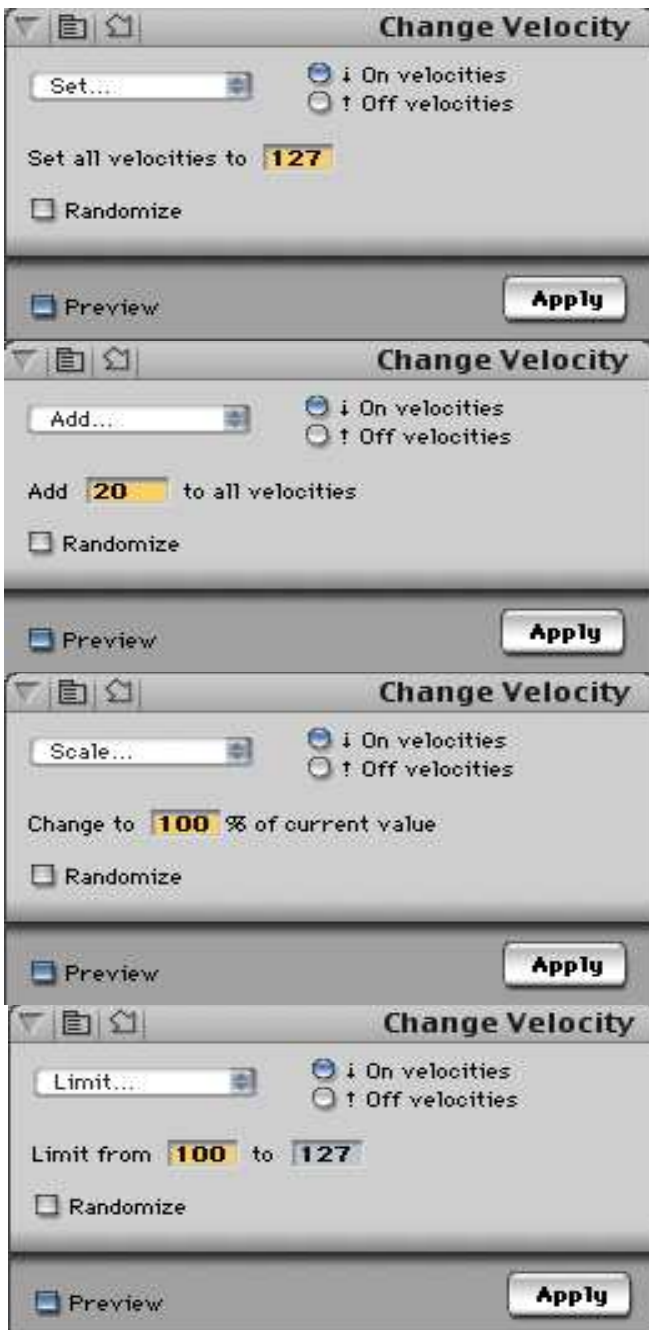 Change Velocity
Set...
↓ On velocities
↑ Off velocities
Set all velocities to 127
Randomize
Preview
Apply
Change Velocity
Add...
↓ On velocities
↑ Off velocities
Add 20 to all velocities
Randomize
Preview
Apply
Change Velocity
Scale...
↓ On velocities
↑ Off velocities
Change to 100 % of current value
Randomize
Preview
Apply
Change Velocity
Limit...
↓ On velocities
↑ Off velocities
Limit from 100 to 127
Randomize
Preview
Apply